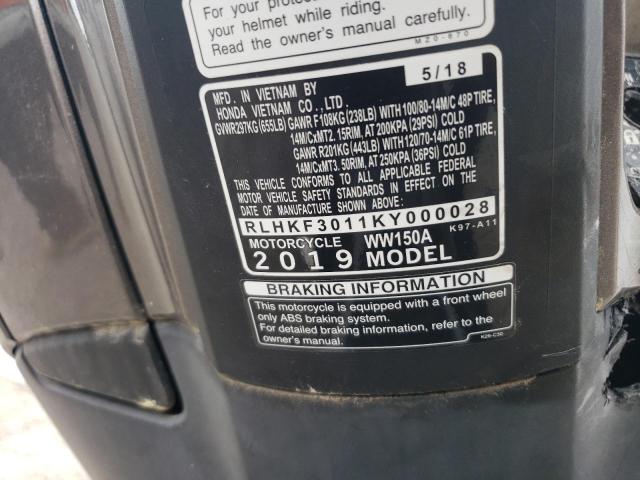 For your protec
your helmet while riding.
Read the owner's manual carefully.
MZ0-670
5/18
MFD. IN VIETNAM BY
HONDA VIETNAM CO., LTD.
GVWR297KG (655LB) GAWR F108KG (238LB) WITH 100/80-14M/C 48P TIRE,
14M/CxMT2. 15RIM, AT 200KPA (29PSI) COLD
GAWR R201KG (443LB) WITH 120/70-14M/C 61P TIRE,
14M/CxMT3. 50RIM, AT 250KPA (36PSI) COLD
THIS VEHICLE CONFORMS TO ALL APPLICABLE FEDERAL
MOTOR VEHICLE SAFETY STANDARDS IN EFFECT ON THE
DATE OF MANUFACTURE SHOWN ABOVE:
RLHKF3011KY000028
K97-A11
MOTORCYCLE WW150A
2019 MODEL
BRAKING INFORMATION
This motorcycle is equipped with a front wheel
only ABS braking system.
For detailed braking information, refer to the
owner's manual.